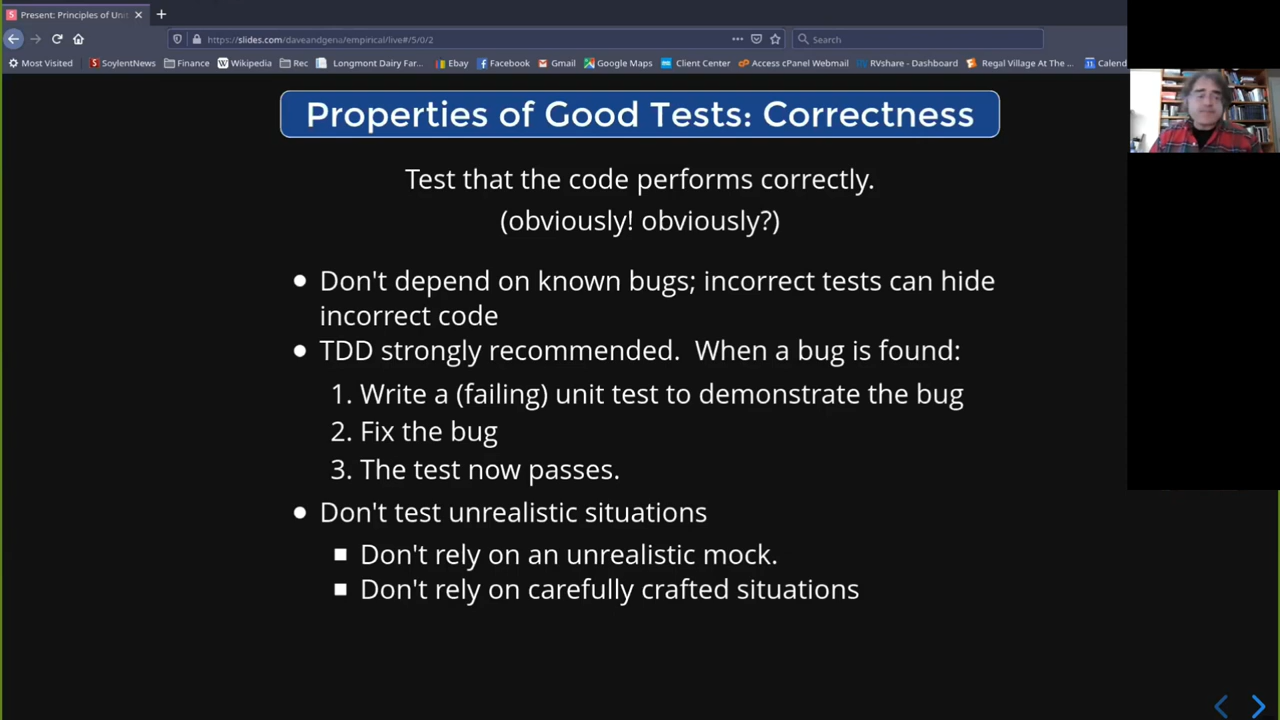 Present: Principles of Unit
https://slides.com/daveandgena/empirical/live#/5/0/2
Search
Most Visited
SoylentNews
Finance
Wikipedia
Rec
Longmont Dairy Far...
Ebay
Facebook
Gmail
Google Maps
Client Center
Access cPanel Webmail
RVshare - Dashboard
Regal Village At The ...
Calend
Properties of Good Tests: Correctness
Test that the code performs correctly.
(obviously! obviously?)
Don't depend on known bugs; incorrect tests can hide
incorrect code
TDD strongly recommended. When a bug is found:
1. Write a (failing) unit test to demonstrate the bug
2. Fix the bug
3. The test now passes.
Don't test unrealistic situations
Don't rely on an unrealistic mock.
Don't rely on carefully crafted situations